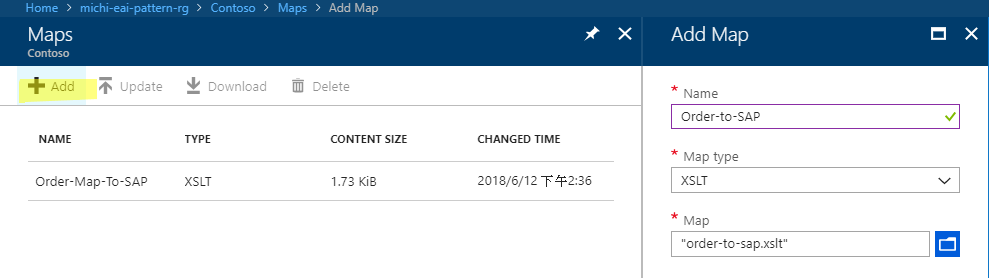 Home > michi-eai-pattern-rg > Contoso > Maps > Add Map
Maps
Contoso
Add
Update
Download
Delete
NAME TYPE CONTENT SIZE CHANGED TIME
Order-Map-To-SAP XSLT 1.73 KiB 2018/6/12 下午2:36
Add Map
* Name
Order-to-SAP
* Map type
XSLT
* Map
"order-to-sap.xslt"